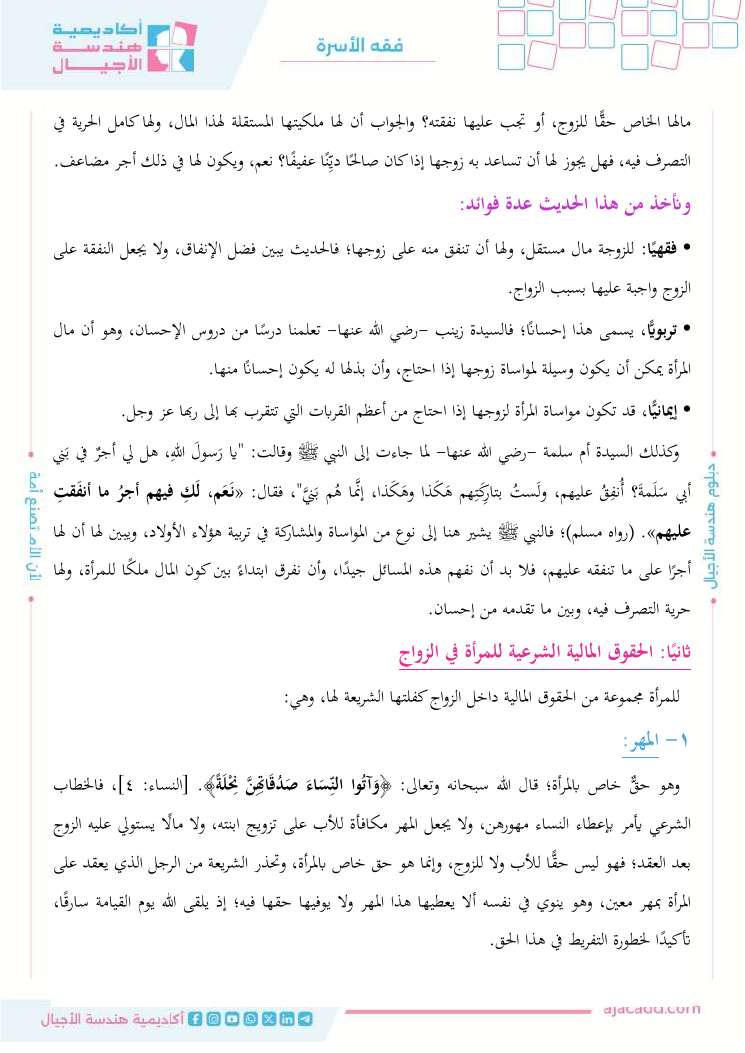 أكاديمية
هندسة
الأجيال
فقه الأسرة
مالها الخاص حقًّا للزوج، أو تجب عليها نفقته؟ والجواب أن لها ملكيتها المستقلة لهذا المال، ولها كامل الحرية في
التصرف فيه، فهل يجوز لها أن تساعد به زوجها إذا كان صالحًا ديِّنًا عفيفًا؟ نعم، ويكون لها في ذلك أجر مضاعف.
ونأخذ من هذا الحديث عدة فوائد:
• فقهيًا: للزوجة مال مستقل، ولها أن تنفق منه على زوجها؛ فالحديث يبين فضل الإنفاق، ولا يجعل النفقة على
الزوج واجبة عليها بسبب الزواج.
• تربويًّا، يسمى هذا إحسانًا؛ فالسيدة زينب -رضي الله عنها- تعلمنا درسًا من دروس الإحسان، وهو أن مال
المرأة يمكن أن يكون وسيلة لمواساة زوجها إذا احتاج، وأن بذلها له يكون إحسانًا منها.
• إيمانيًّا، قد تكون مواساة المرأة لزوجها إذا احتاج من أعظم القربات التي تتقرب بها إلى ربها عز وجل.
وكذلك السيدة أم سلمة -رضي الله عنها- لما جاءت إلى النبي ﷺ وقالت: "يا رَسولَ اللهِ، هل لي أجرٌ في بَنِي
أبي سَلَمةَ؟ أُنفِقُ عليهم، ولَستُ بتاركَتِهم هَكَذا وهَكَذا، إنَّما هُم بَنِيَّ"، فقال: «نَعَم، لَكِ فيهم أجرُ ما أنفَقتِ
عليهم». (رواه مسلم)؛ فالنبي ﷺ يشير هنا إلى نوع من المواساة والمشاركة في تربية هؤلاء الأولاد، ويبين لها أن لها
أجرًا على ما تنفقه عليهم، فلا بد أن نفهم هذه المسائل جيدًا، وأن نفرق ابتداءً بين كون المال ملكًا للمرأة، ولها
حرية التصرف فيه، وبين ما تقدمه من إحسان.
ثانيًا: الحقوق المالية الشرعية للمرأة في الزواج
للمرأة مجموعة من الحقوق المالية داخل الزواج كفلتها الشريعة لها، وهي:
١- المهر:
وهو حقٌّ خاص بالمرأة؛ قال الله سبحانه وتعالى: ﴿وَآتُوا النِّسَاءَ صَدُقَاتِهِنَّ نِحْلَةً﴾. [النساء: ٤]، فالخطاب
الشرعي يأمر بإعطاء النساء مهورهن، ولا يجعل المهر مكافأة للأب على تزويج ابنته، ولا مالًا يستولي عليه الزوج
بعد العقد؛ فهو ليس حقًّا للأب ولا للزوج، وإنما هو حق خاص بالمرأة، وتحذر الشريعة من الرجل الذي يعقد على
المرأة بمهر معين، وهو ينوي في نفسه ألا يعطيها هذا المهر ولا يوفيها حقها فيه؛ إذ يلقى الله يوم القيامة سارقًا،
تأكيدًا لخطورة التفريط في هذا الحق.
دبلوم هندسة الأجيال
لأن الأم تصنع أمة
ajacadd.com
أكاديمية هندسة الأجيال